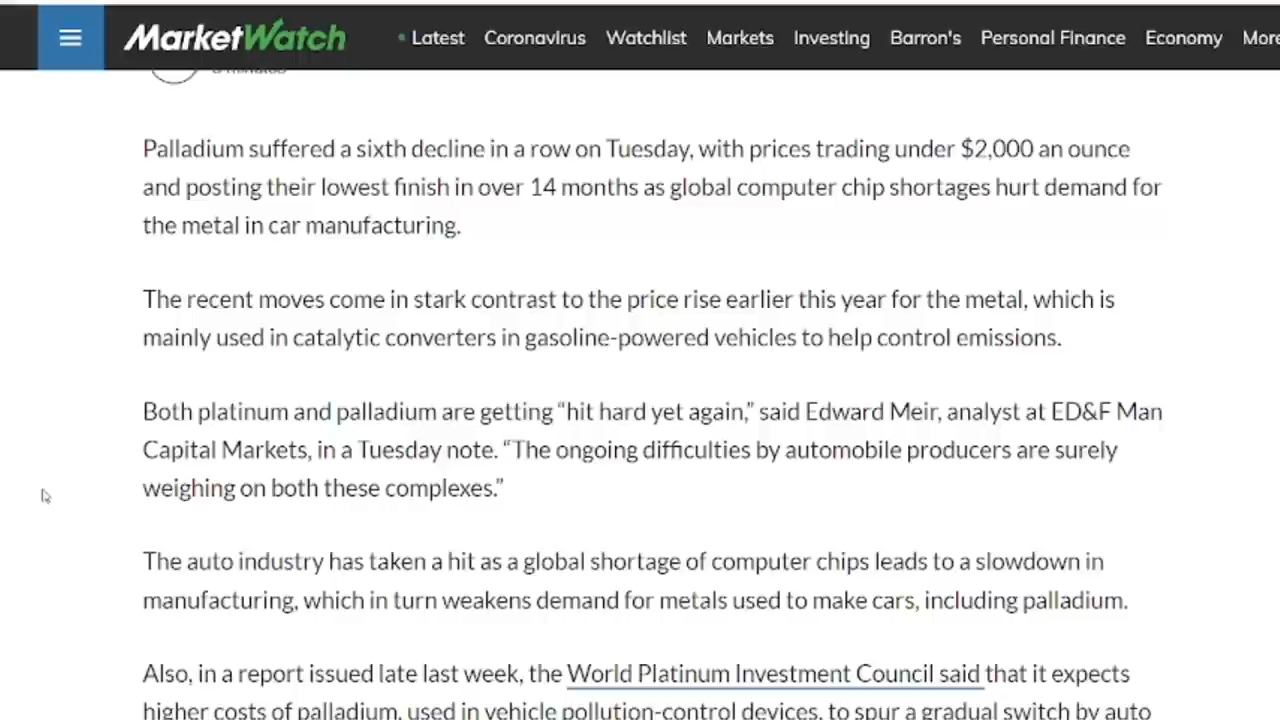 MarketWatch
Latest Coronavirus Watchlist Markets Investing Barron's Personal Finance Economy More
Palladium suffered a sixth decline in a row on Tuesday, with prices trading under $2,000 an ounce
and posting their lowest finish in over 14 months as global computer chip shortages hurt demand for
the metal in car manufacturing.
The recent moves come in stark contrast to the price rise earlier this year for the metal, which is
mainly used in catalytic converters in gasoline-powered vehicles to help control emissions.
Both platinum and palladium are getting “hit hard yet again,” said Edward Meir, analyst at ED&F Man
Capital Markets, in a Tuesday note. “The ongoing difficulties by automobile producers are surely
weighing on both these complexes.”
The auto industry has taken a hit as a global shortage of computer chips leads to a slowdown in
manufacturing, which in turn weakens demand for metals used to make cars, including palladium.
Also, in a report issued late last week, the World Platinum Investment Council said that it expects
higher costs of palladium, used in vehicle pollution-control devices, to spur a gradual switch by auto